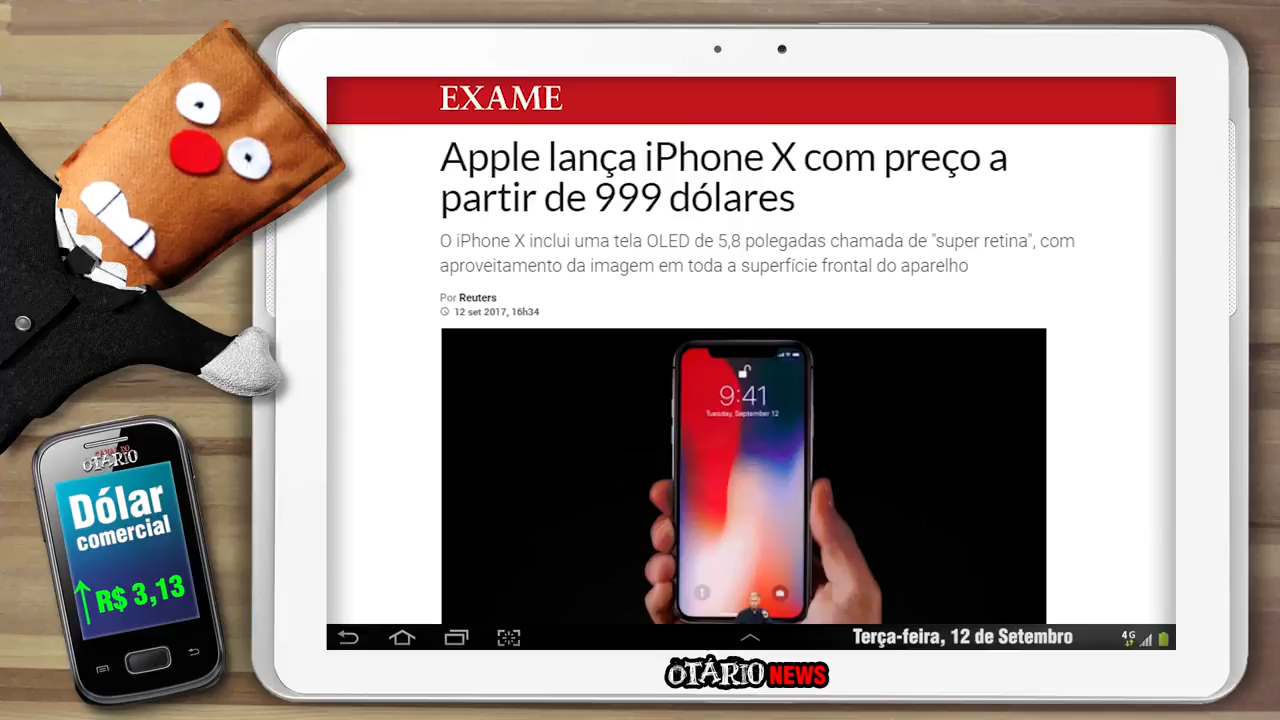 EXAME
Apple lança iPhone X com preço a
partir de 999 dólares
O iPhone X inclui uma tela OLED de 5,8 polegadas chamada de "super retina", com
aproveitamento da imagem em toda a superfície frontal do aparelho
Por Reuters
12 set 2017, 16h34
9:41
Tuesday, September 12
CANAL DO
OTÁRIO
Dólar
comercial
R$ 3,13
Terça-feira, 12 de Setembro
4G
OTÁRIO NEWS